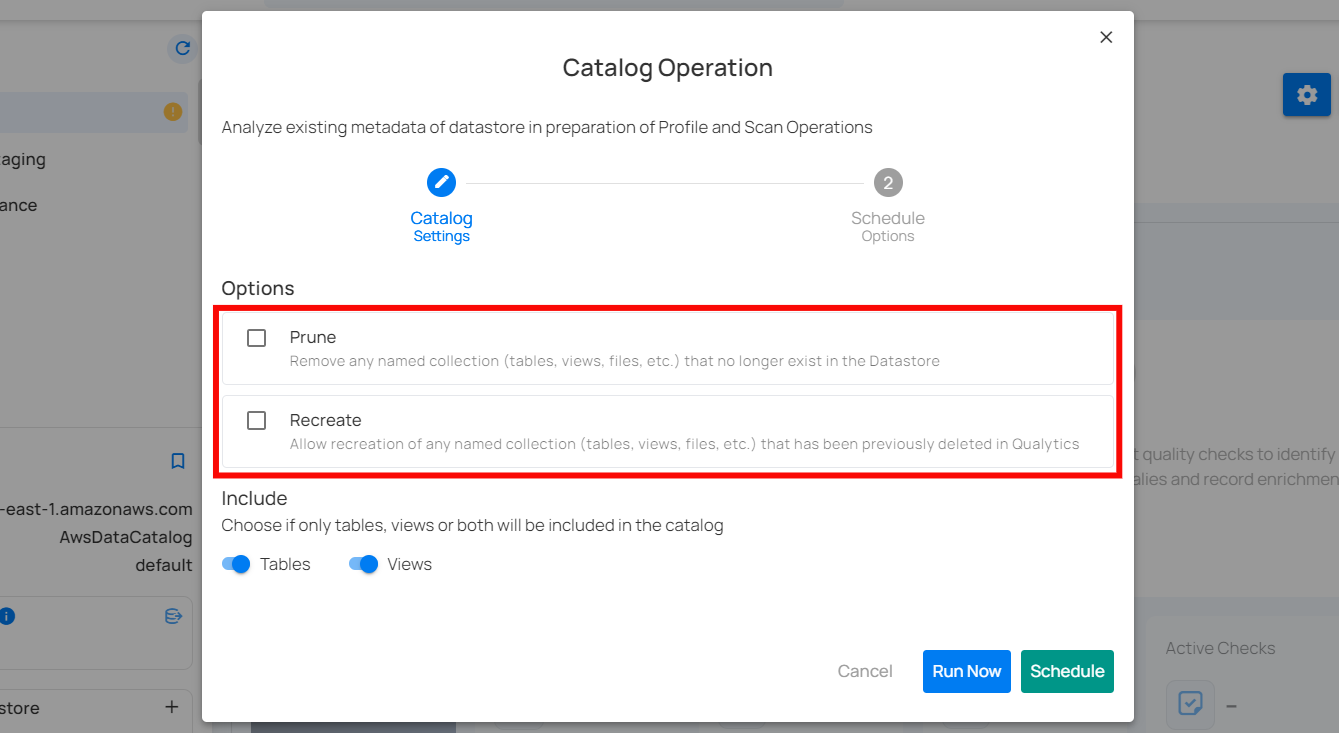 Catalog Operation
Analyze existing metadata of datastore in preparation of Profile and Scan Operations
2
Catalog
Settings
Schedule
Options
Options
Prune
Remove any named collection (tables, views, files, etc.) that no longer exist in the Datastore
Recreate
Allow recreation of any named collection (tables, views, files, etc.) that has been previously deleted in Qualytics
Include
Choose if only tables, views or both will be included in the catalog
Tables Views
Cancel Run Now Schedule
aging
ance
-east-1.amazonaws.com
AwsDataCatalog
default
store
t quality checks to identify
alies and record enrichmen
Active Checks
–